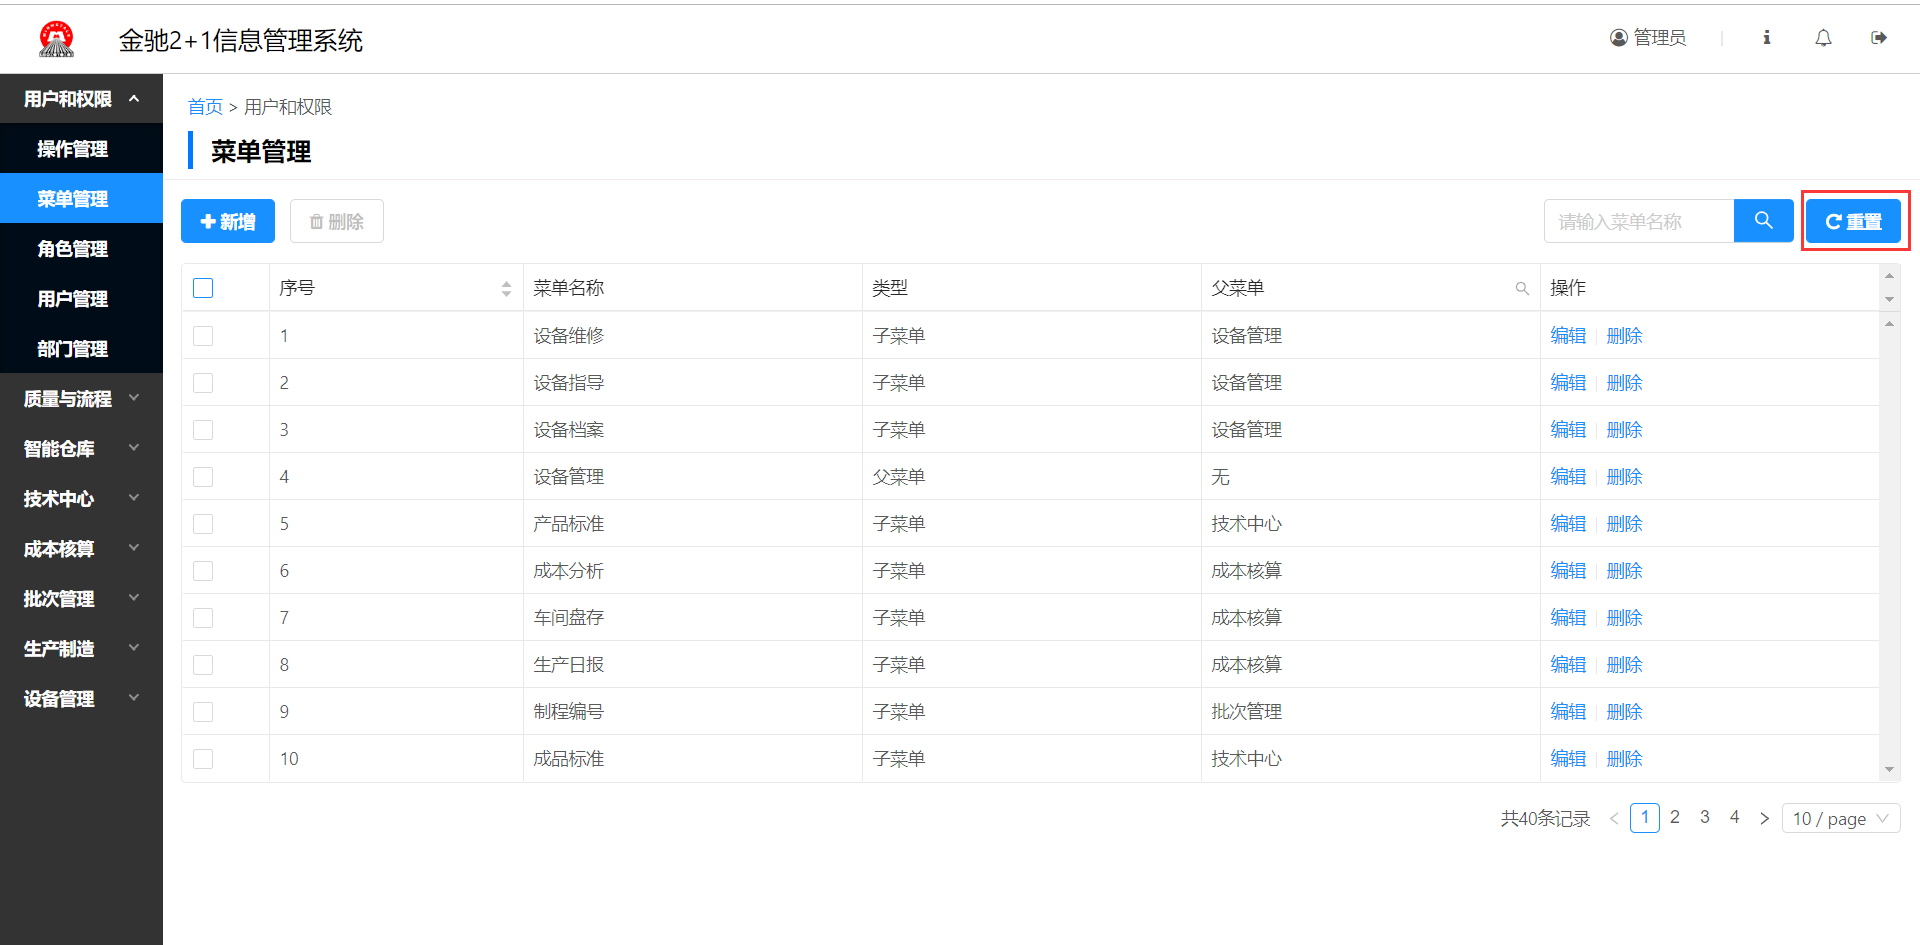 金驰2+1信息管理系统
管理员
用户和权限
操作管理
菜单管理
角色管理
用户管理
部门管理
质量与流程
智能仓库
技术中心
成本核算
批次管理
生产制造
设备管理
首页 > 用户和权限
菜单管理
新增 删除 请输入菜单名称 重置
序号 菜单名称 类型 父菜单 操作
1 设备维修 子菜单 设备管理 编辑 删除
2 设备指导 子菜单 设备管理 编辑 删除
3 设备档案 子菜单 设备管理 编辑 删除
4 设备管理 父菜单 无 编辑 删除
5 产品标准 子菜单 技术中心 编辑 删除
6 成本分析 子菜单 成本核算 编辑 删除
7 车间盘存 子菜单 成本核算 编辑 删除
8 生产日报 子菜单 成本核算 编辑 删除
9 制程编号 子菜单 批次管理 编辑 删除
10 成品标准 子菜单 技术中心 编辑 删除
共40条记录 < 1 2 3 4 > 10 / page